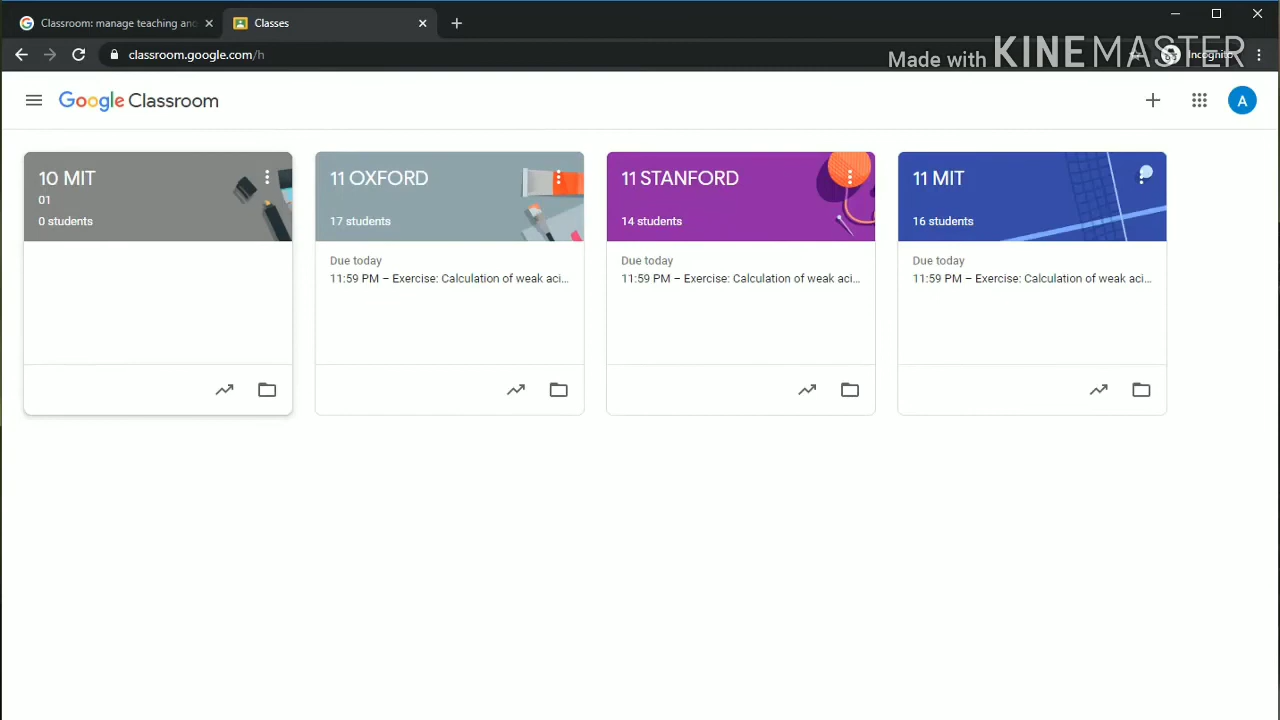 Classroom: manage teaching and
Classes
classroom.google.com/h
Made with KINEMASTER
Incognito
Google Classroom
A
10 MIT
01
0 students
11 OXFORD
17 students
Due today
11:59 PM – Exercise: Calculation of weak aci...
11 STANFORD
14 students
Due today
11:59 PM – Exercise: Calculation of weak aci...
11 MIT
16 students
Due today
11:59 PM – Exercise: Calculation of weak aci...